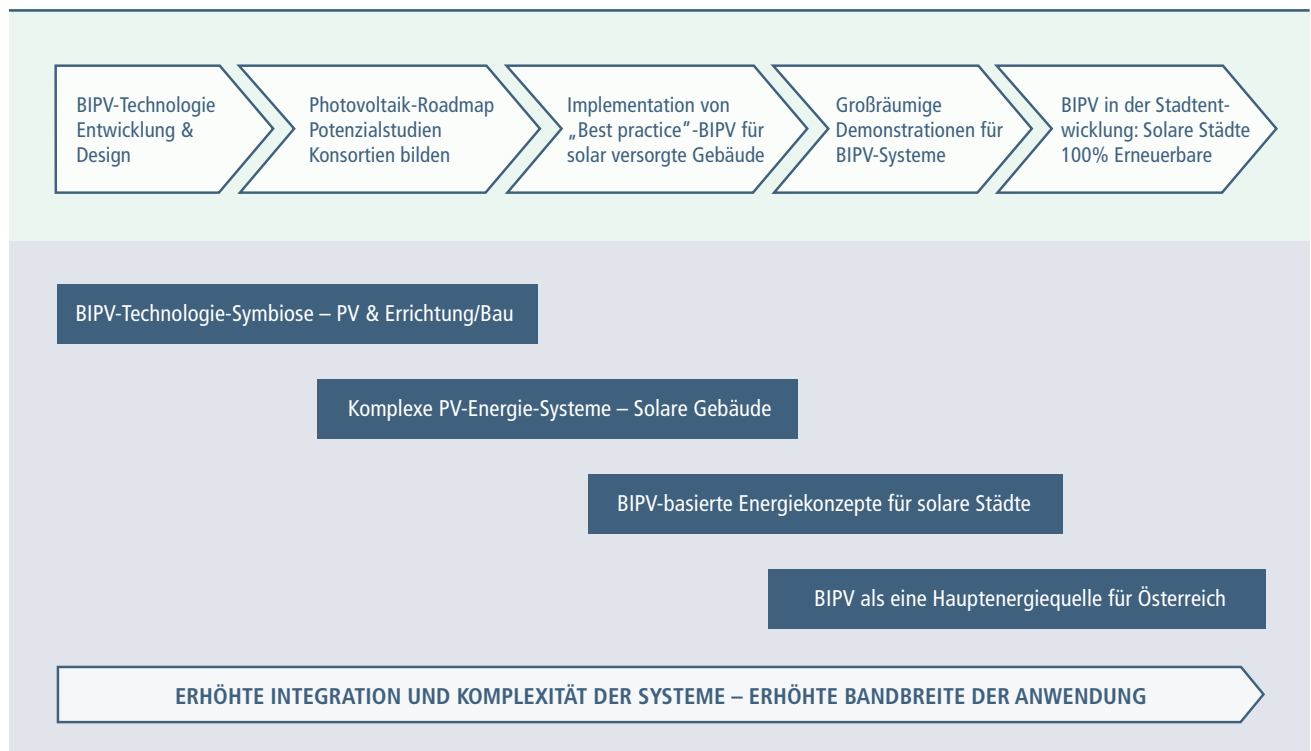 BIPV-Technologie
Entwicklung &
Design
Photovoltaik-Roadmap
Potenzialstudien
Konsortien bilden
Implementation von
„Best practice“-BIPV für
solar versorgte Gebäude
Großräumige
Demonstrationen für
BIPV-Systeme
BIPV in der Stadtent-
wicklung: Solare Städte
100% Erneuerbare
BIPV-Technologie-Symbiose – PV & Errichtung/Bau
Komplexe PV-Energie-Systeme – Solare Gebäude
BIPV-basierte Energiekonzepte für solare Städte
BIPV als eine Hauptenergiequelle für Österreich
ERHÖHTE INTEGRATION UND KOMPLEXITÄT DER SYSTEME – ERHÖHTE BANDBREITE DER ANWENDUNG